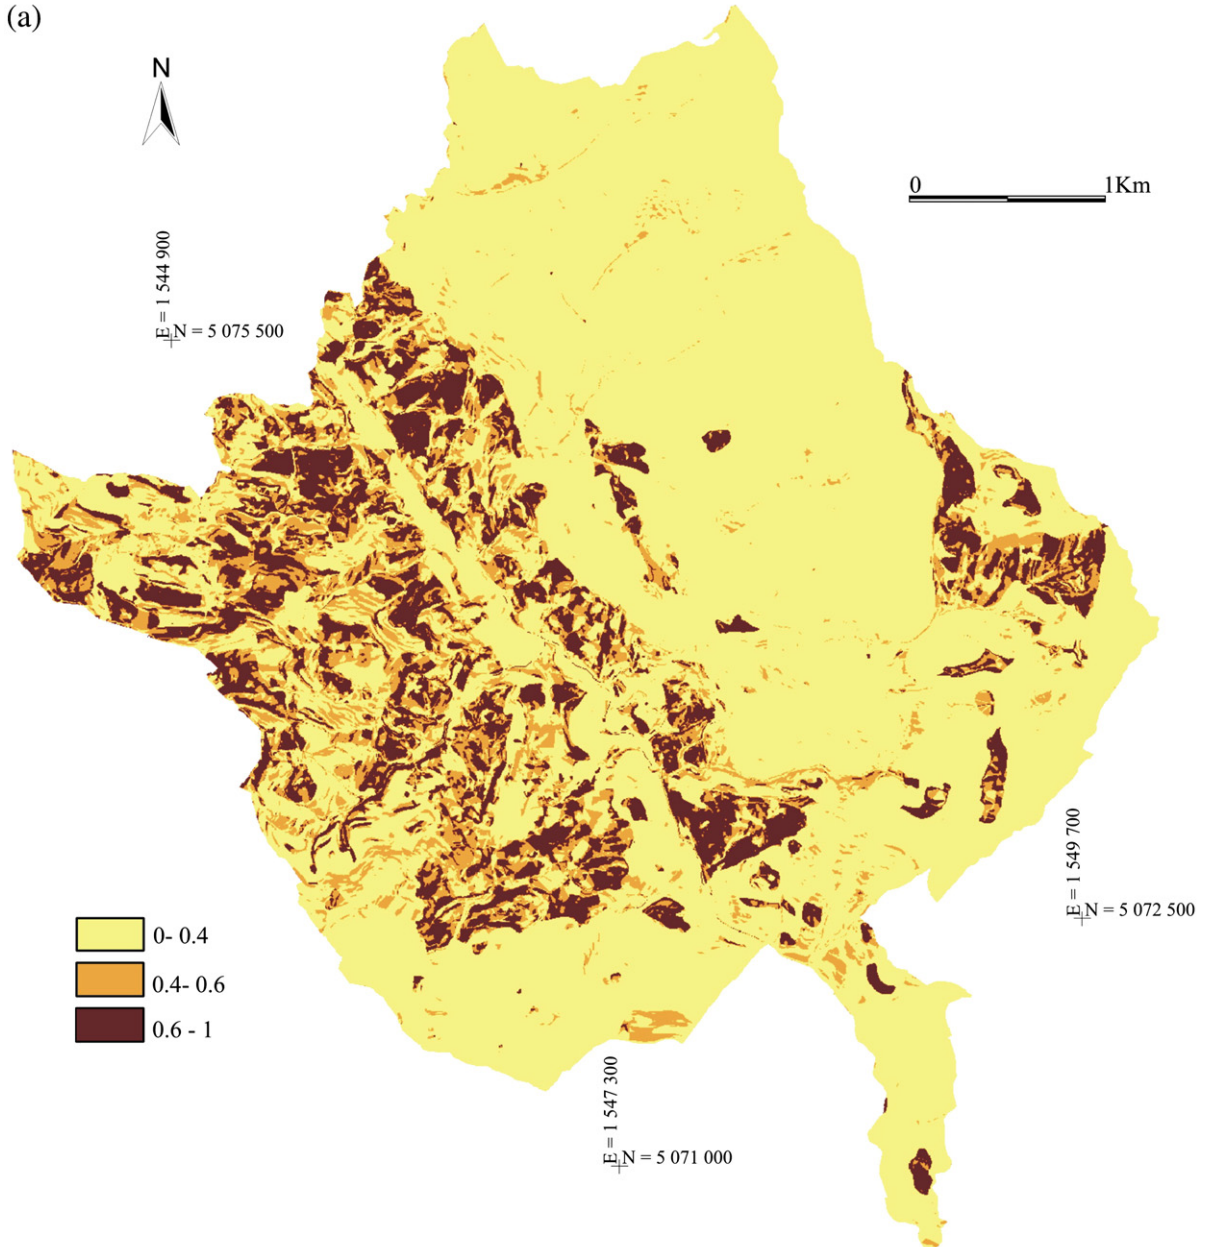 (a)
N
0 1Km
E = 1 544 900
N = 5 075 500
E = 1 549 700
N = 5 072 500
0- 0.4
0.4- 0.6
0.6 - 1
E = 1 547 300
N = 5 071 000